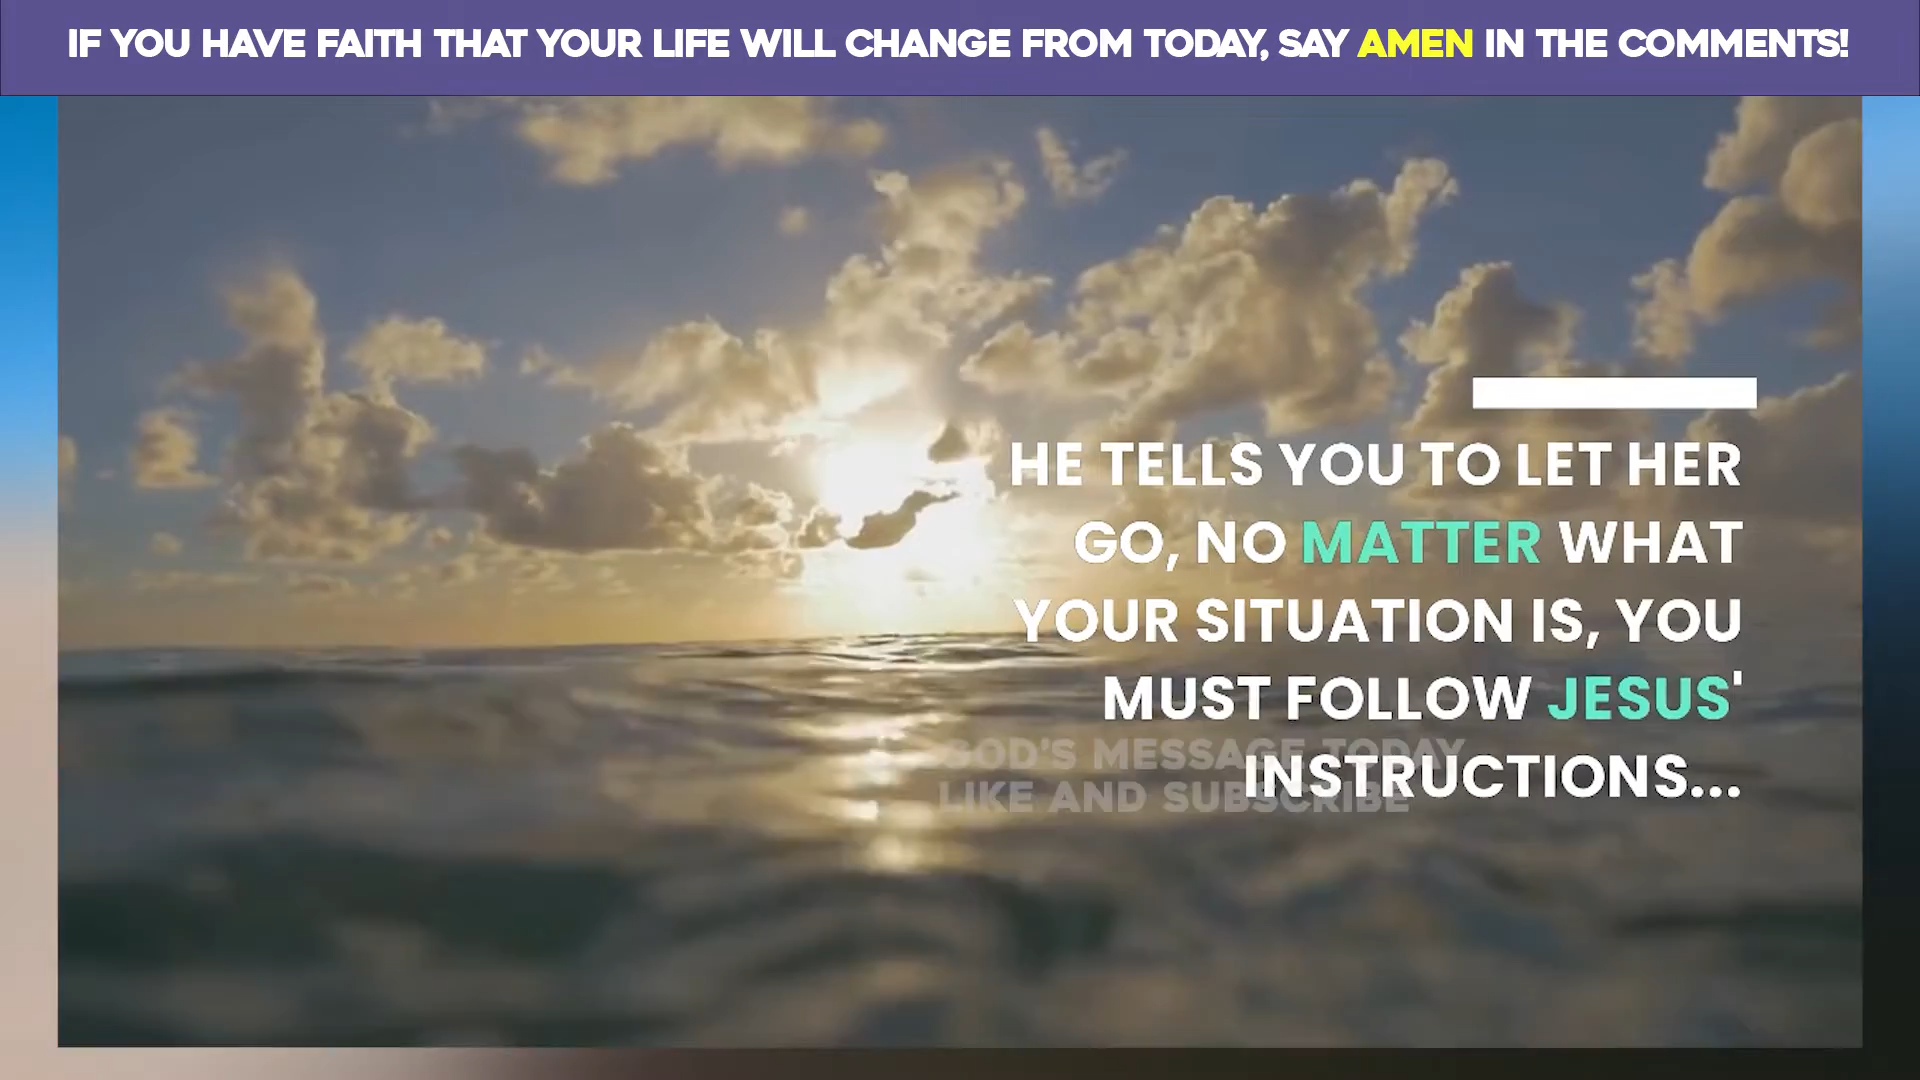 IF YOU HAVE FAITH THAT YOUR LIFE WILL CHANGE FROM TODAY, SAY AMEN IN THE COMMENTS!
HE TELLS YOU TO LET HER
GO, NO MATTER WHAT
YOUR SITUATION IS, YOU
MUST FOLLOW JESUS'
INSTRUCTIONS...
GOD'S MESSAGE TODAY
LIKE AND SUBSCRIBE